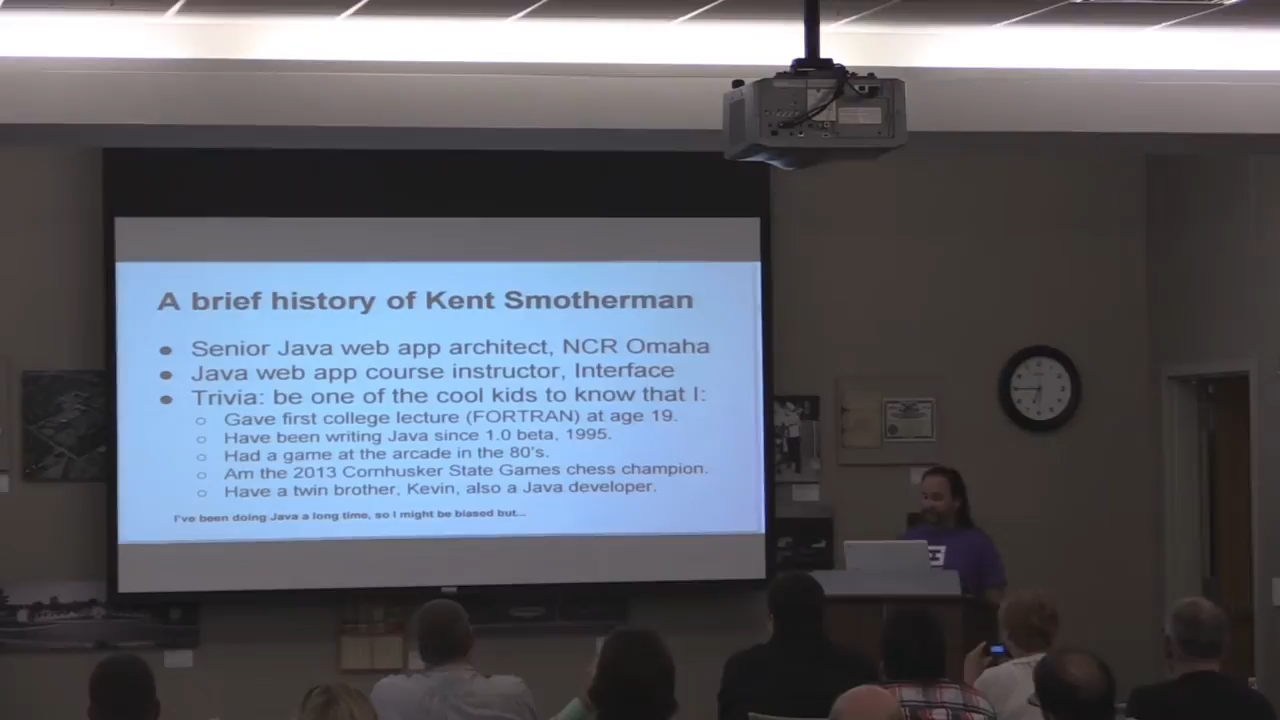 A brief history of Kent Smotherman
Senior Java web app architect, NCR Omaha
Java web app course instructor, Interface
Trivia: be one of the cool kids to know that I:
Gave first college lecture (FORTRAN) at age 19.
Have been writing Java since 1.0 beta, 1995.
Had a game at the arcade in the 80's.
Am the 2013 Cornhusker State Games chess champion.
Have a twin brother, Kevin, also a Java developer.
I've been doing Java a long time, so I might be biased but...